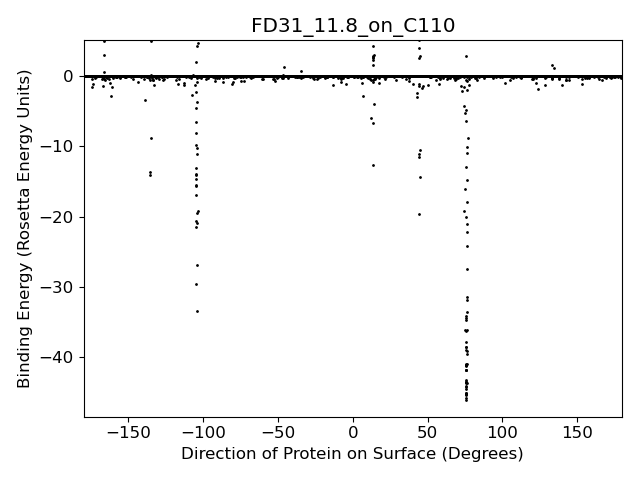 FD31_11.8_on_C110
0
−10
−20
−30
−40
−150 −100 −50 0 50 100 150
Direction of Protein on Surface (Degrees)
Binding Energy (Rosetta Energy Units)